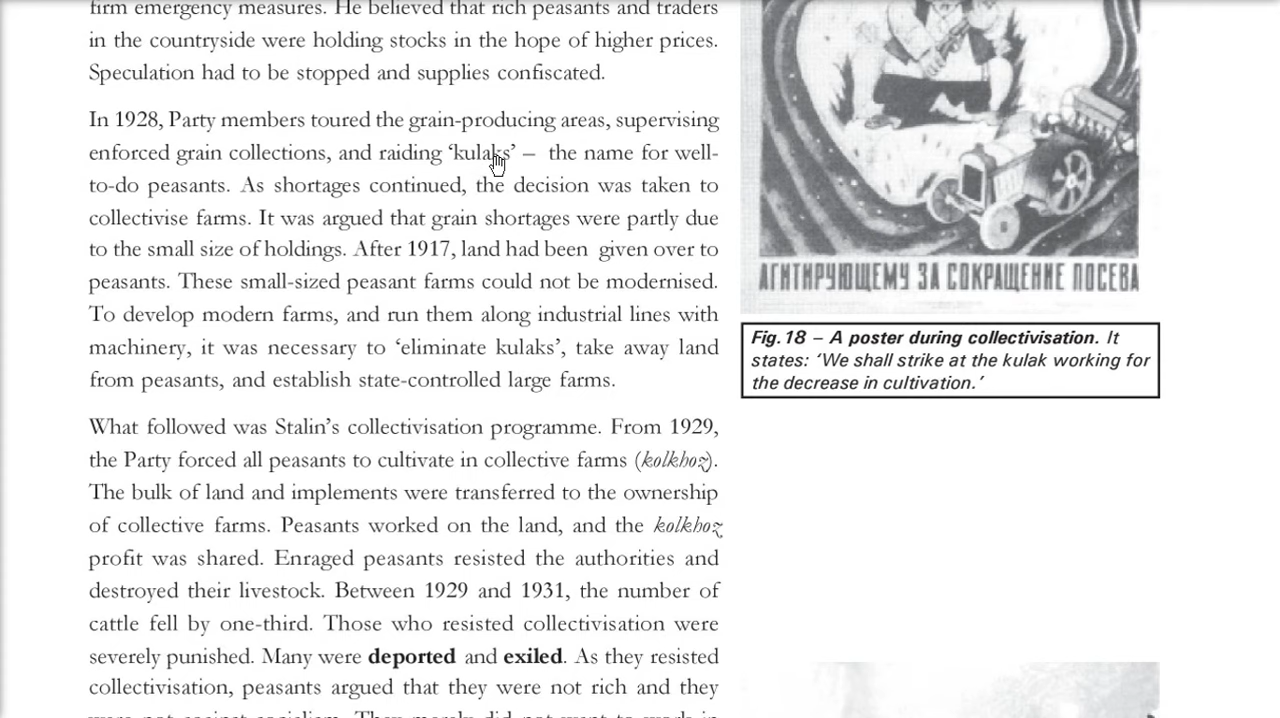 firm emergency measures. He believed that rich peasants and traders
in the countryside were holding stocks in the hope of higher prices.
Speculation had to be stopped and supplies confiscated.
In 1928, Party members toured the grain-producing areas, supervising
enforced grain collections, and raiding ‘kulaks’ – the name for well-
to-do peasants. As shortages continued, the decision was taken to
collectivise farms. It was argued that grain shortages were partly due
to the small size of holdings. After 1917, land had been given over to
peasants. These small-sized peasant farms could not be modernised.
To develop modern farms, and run them along industrial lines with
machinery, it was necessary to ‘eliminate kulaks’, take away land
from peasants, and establish state-controlled large farms.
What followed was Stalin’s collectivisation programme. From 1929,
the Party forced all peasants to cultivate in collective farms (kolkhoz).
The bulk of land and implements were transferred to the ownership
of collective farms. Peasants worked on the land, and the kolkhoz
profit was shared. Enraged peasants resisted the authorities and
destroyed their livestock. Between 1929 and 1931, the number of
cattle fell by one-third. Those who resisted collectivisation were
severely punished. Many were deported and exiled. As they resisted
collectivisation, peasants argued that they were not rich and they
were not against socialism. They merely did not want to work in
АГИТИРУЮЩЕМУ ЗА СОКРАЩЕНИЕ ПОСЕВА
Fig.18 – A poster during collectivisation. It
states: ‘We shall strike at the kulak working for
the decrease in cultivation.’